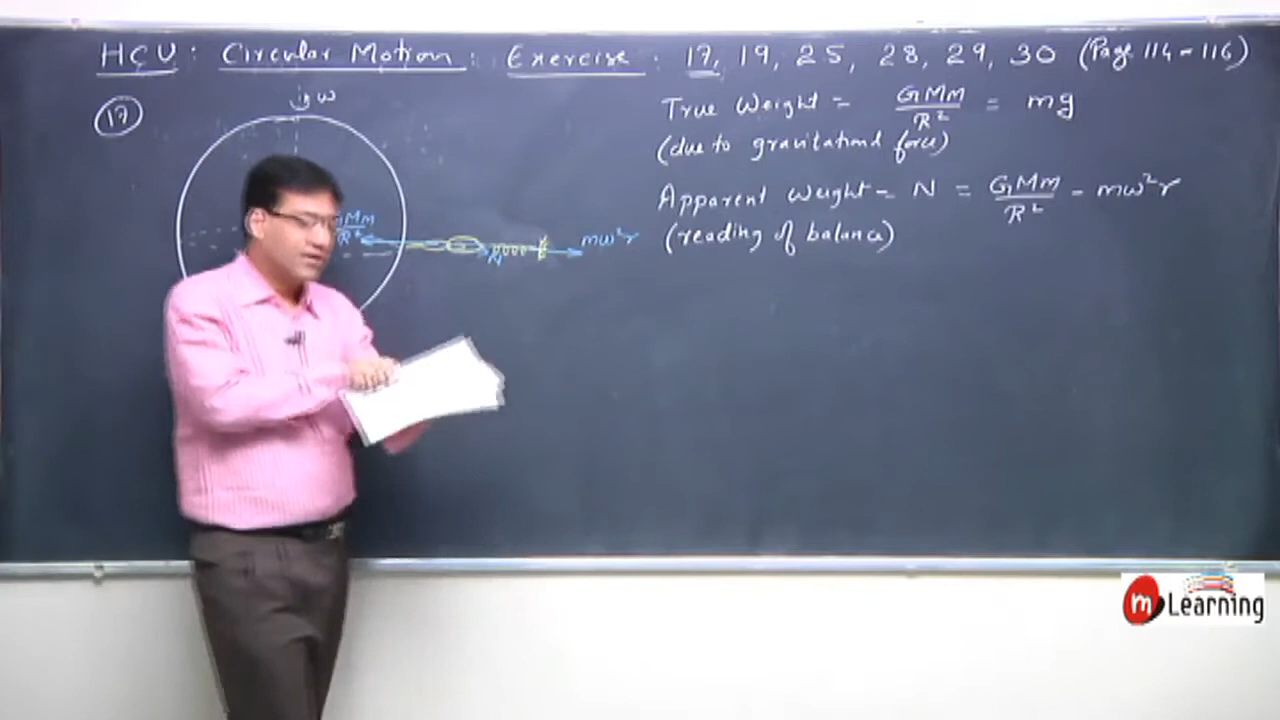 HCV : Circular Motion : Exercise : 17, 19, 25, 28, 29, 30 (Page 114 - 116)
17
ω
True Weight = GMm/R² = mg
(due to gravitational force)
Apparent Weight = N = GMm/R² - mω²r
(reading of balance)
GMm/R²
N
mω²r
m Learning